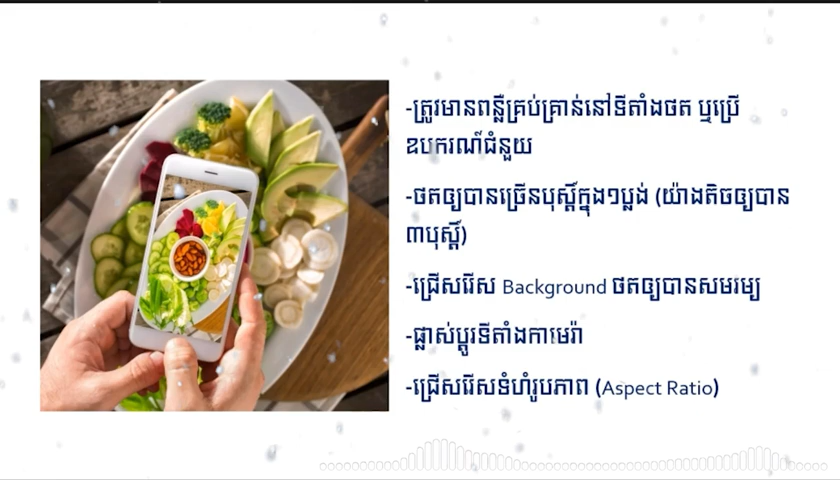 -ត្រូវមានពន្លឺគ្រប់គ្រាន់នៅទីតាំងថត ឬប្រើ
ឧបករណ៍ជំនួយ
-ថតឲ្យបានច្រើនបុស្តិ៍ក្នុង១ប្លង់ (យ៉ាងតិចឲ្យបាន
៣បុស្តិ៍)
-ជ្រើសរើស Background ថតឲ្យបានសមរម្យ
-ផ្លាស់ប្តូរទីតាំងកាមេរ៉ា
-ជ្រើសរើសទំហំរូបភាព (Aspect Ratio)